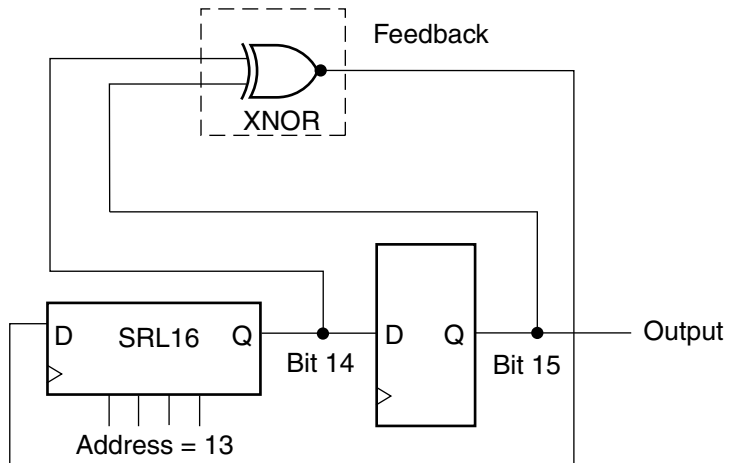 Feedback
XNOR
D SRL16 Q
Bit 14
D Q
Bit 15
Output
Address = 13